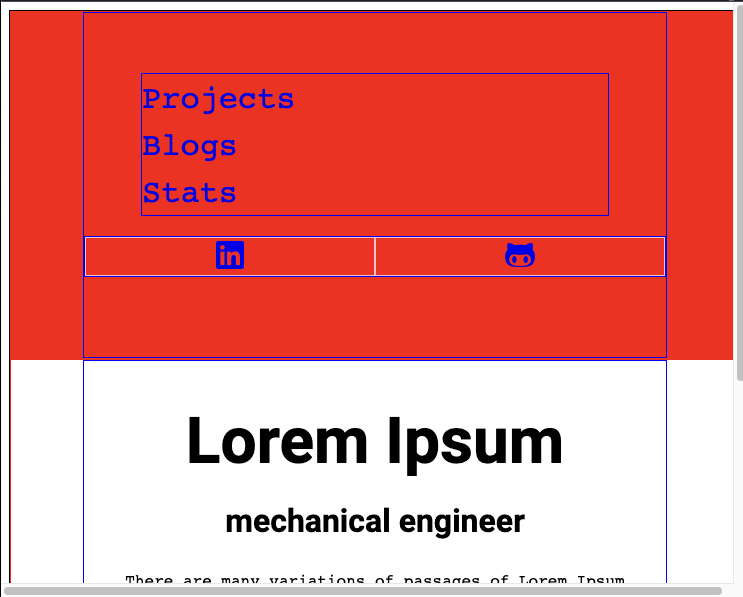 Projects
Blogs
Stats
in
Lorem Ipsum
mechanical engineer
There are many variations of passages of Lorem Ipsum